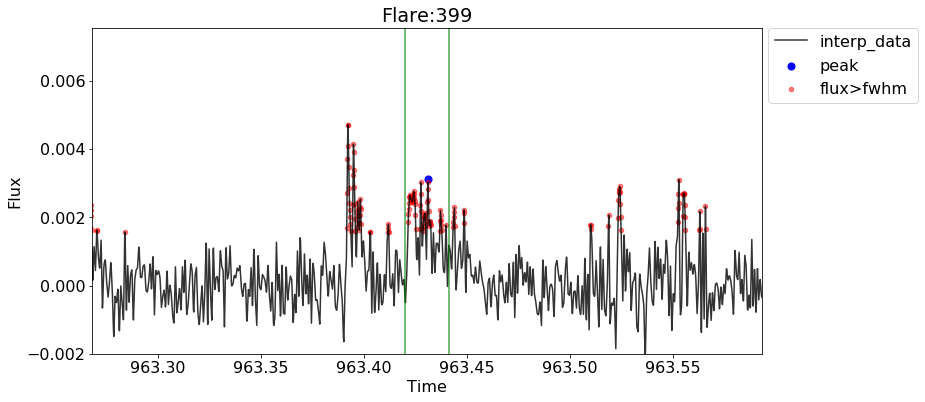 Flare:399
interp_data
peak
flux>fwhm
0.006
0.004
0.002
0.000
−0.002
Flux
963.30
963.35
963.40
963.45
963.50
963.55
Time